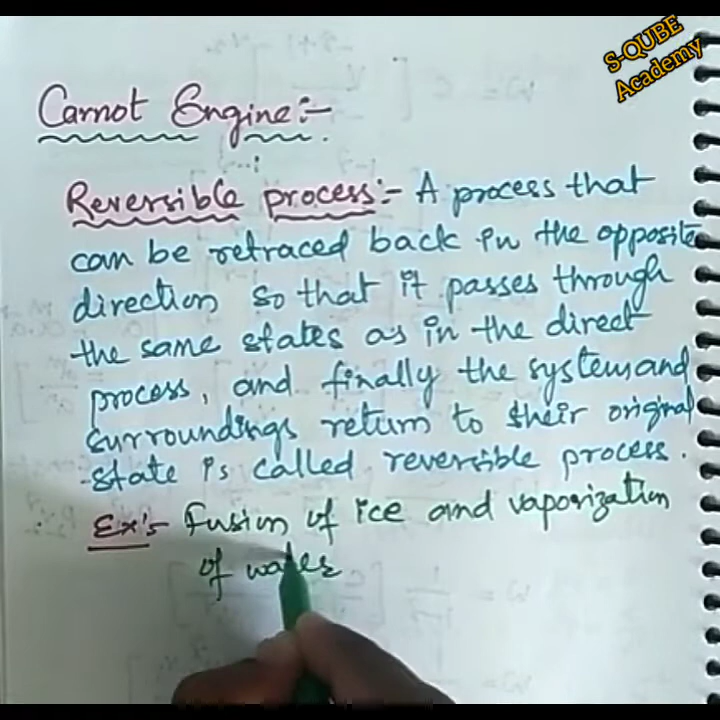 S-QUBE
Academy
Carnot Engine:-
Reversible process:- A process that
can be retraced back in the opposite
direction so that it passes through
the same states as in the direct
process, and finally the system and
surroundings return to their original
state is called reversible process.
Ex's- Fusion of ice and vaporization
of water